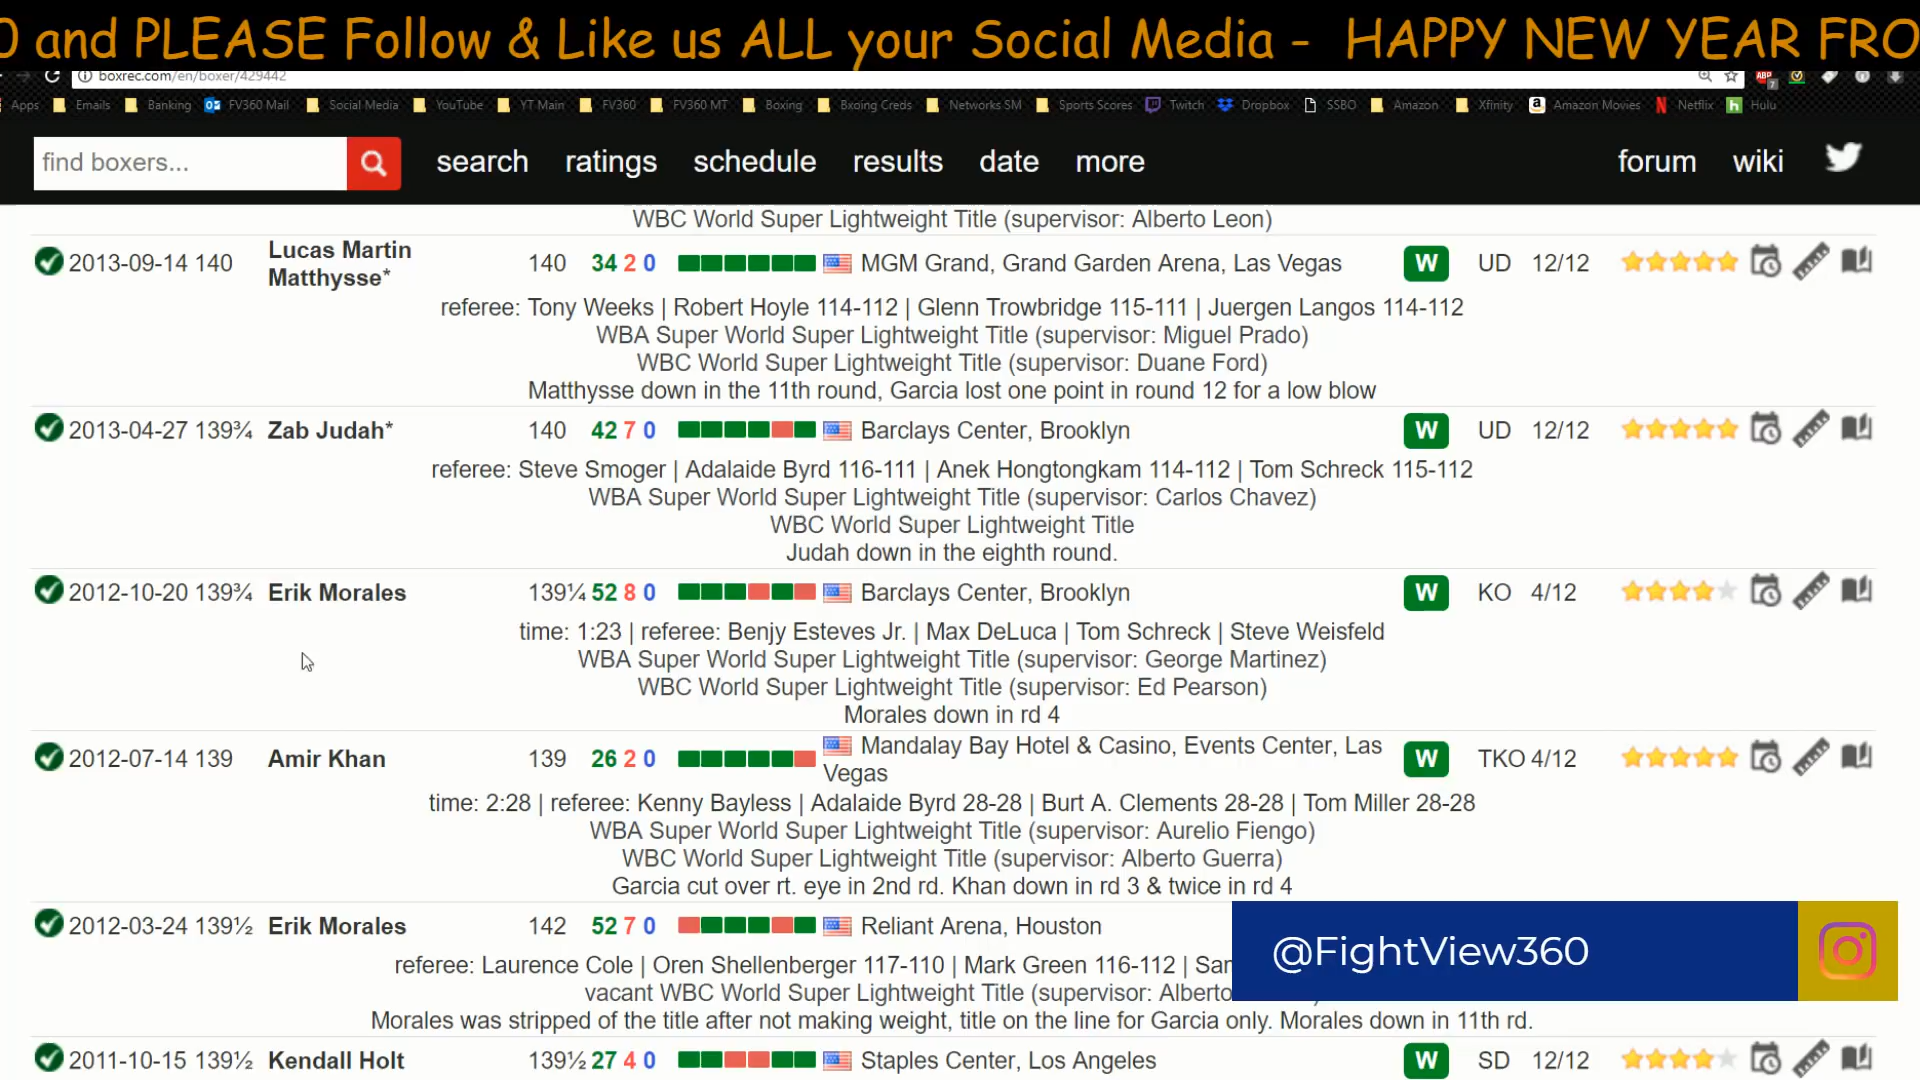 0 and PLEASE Follow & Like us ALL your Social Media - HAPPY NEW YEAR FRO
boxrec.com/en/boxer/429442
Apps Emails Banking FV360 Mail Social Media YouTube YT Main FV360 FV360 MT Boxing Bxoing Creds Networks SM Sports Scores Twitch Dropbox SSBO Amazon Xfinity Amazon Movies Netflix Hulu
find boxers... search ratings schedule results date more forum wiki
WBC World Super Lightweight Title (supervisor: Alberto Leon)
2013-09-14 140 Lucas Martin Matthysse* 140 34 2 0 MGM Grand, Grand Garden Arena, Las Vegas W UD 12/12
referee: Tony Weeks | Robert Hoyle 114-112 | Glenn Trowbridge 115-111 | Juergen Langos 114-112
WBA Super World Super Lightweight Title (supervisor: Miguel Prado)
WBC World Super Lightweight Title (supervisor: Duane Ford)
Matthysse down in the 11th round, Garcia lost one point in round 12 for a low blow
2013-04-27 139¾ Zab Judah* 140 42 7 0 Barclays Center, Brooklyn W UD 12/12
referee: Steve Smoger | Adalaide Byrd 116-111 | Anek Hongtongkam 114-112 | Tom Schreck 115-112
WBA Super World Super Lightweight Title (supervisor: Carlos Chavez)
WBC World Super Lightweight Title
Judah down in the eighth round.
2012-10-20 139¾ Erik Morales 139¼ 52 8 0 Barclays Center, Brooklyn W KO 4/12
time: 1:23 | referee: Benjy Esteves Jr. | Max DeLuca | Tom Schreck | Steve Weisfeld
WBA Super World Super Lightweight Title (supervisor: George Martinez)
WBC World Super Lightweight Title (supervisor: Ed Pearson)
Morales down in rd 4
2012-07-14 139 Amir Khan 139 26 2 0 Mandalay Bay Hotel & Casino, Events Center, Las Vegas W TKO 4/12
time: 2:28 | referee: Kenny Bayless | Adalaide Byrd 28-28 | Burt A. Clements 28-28 | Tom Miller 28-28
WBA Super World Super Lightweight Title (supervisor: Aurelio Fiengo)
WBC World Super Lightweight Title (supervisor: Alberto Guerra)
Garcia cut over rt. eye in 2nd rd. Khan down in rd 3 & twice in rd 4
2012-03-24 139½ Erik Morales 142 52 7 0 Reliant Arena, Houston
@FightView360
referee: Laurence Cole | Oren Shellenberger 117-110 | Mark Green 116-112 |
vacant WBC World Super Lightweight Title (supervisor: Alberto
Morales was stripped of the title after not making weight, title on the line for Garcia only. Morales down in 11th rd.
2011-10-15 139½ Kendall Holt 139½ 27 4 0 Staples Center, Los Angeles W SD 12/12